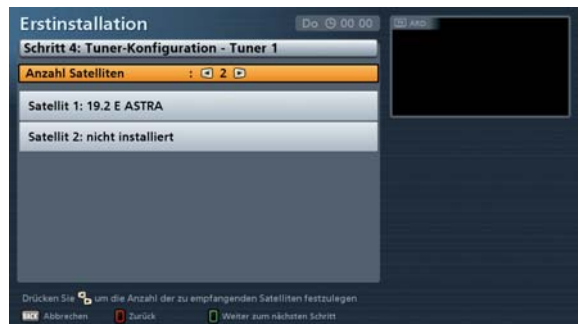 Erstinstallation
Do 00 00
ARD
Schritt 4: Tuner-Konfiguration - Tuner 1
Anzahl Satelliten : 2
Satellit 1: 19.2 E ASTRA
Satellit 2: nicht installiert
Drücken Sie um die Anzahl der zu empfangenden Satelliten festzulegen
BACK Abbrechen Zurück Weiter zum nächsten Schritt